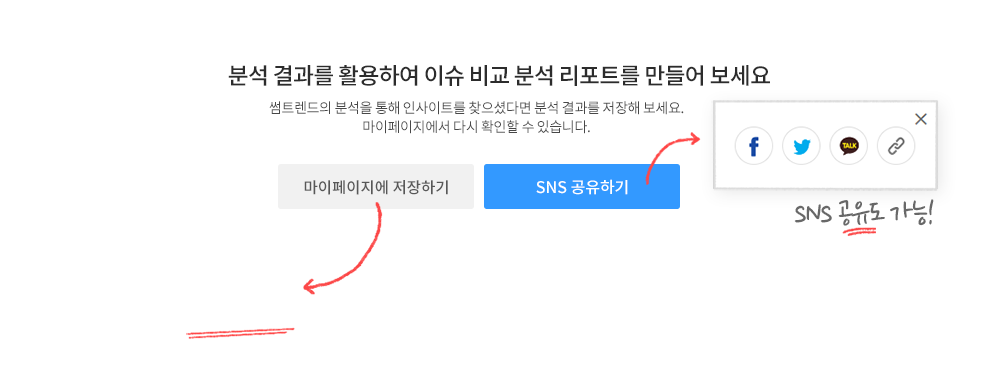 분석 결과를 활용하여 이슈 비교 분석 리포트를 만들어 보세요
썸트렌드의 분석을 통해 인사이트를 찾으셨다면 분석 결과를 저장해 보세요.
마이페이지에서 다시 확인할 수 있습니다.
마이페이지에 저장하기
SNS 공유하기
TALK
SNS 공유도 가능!